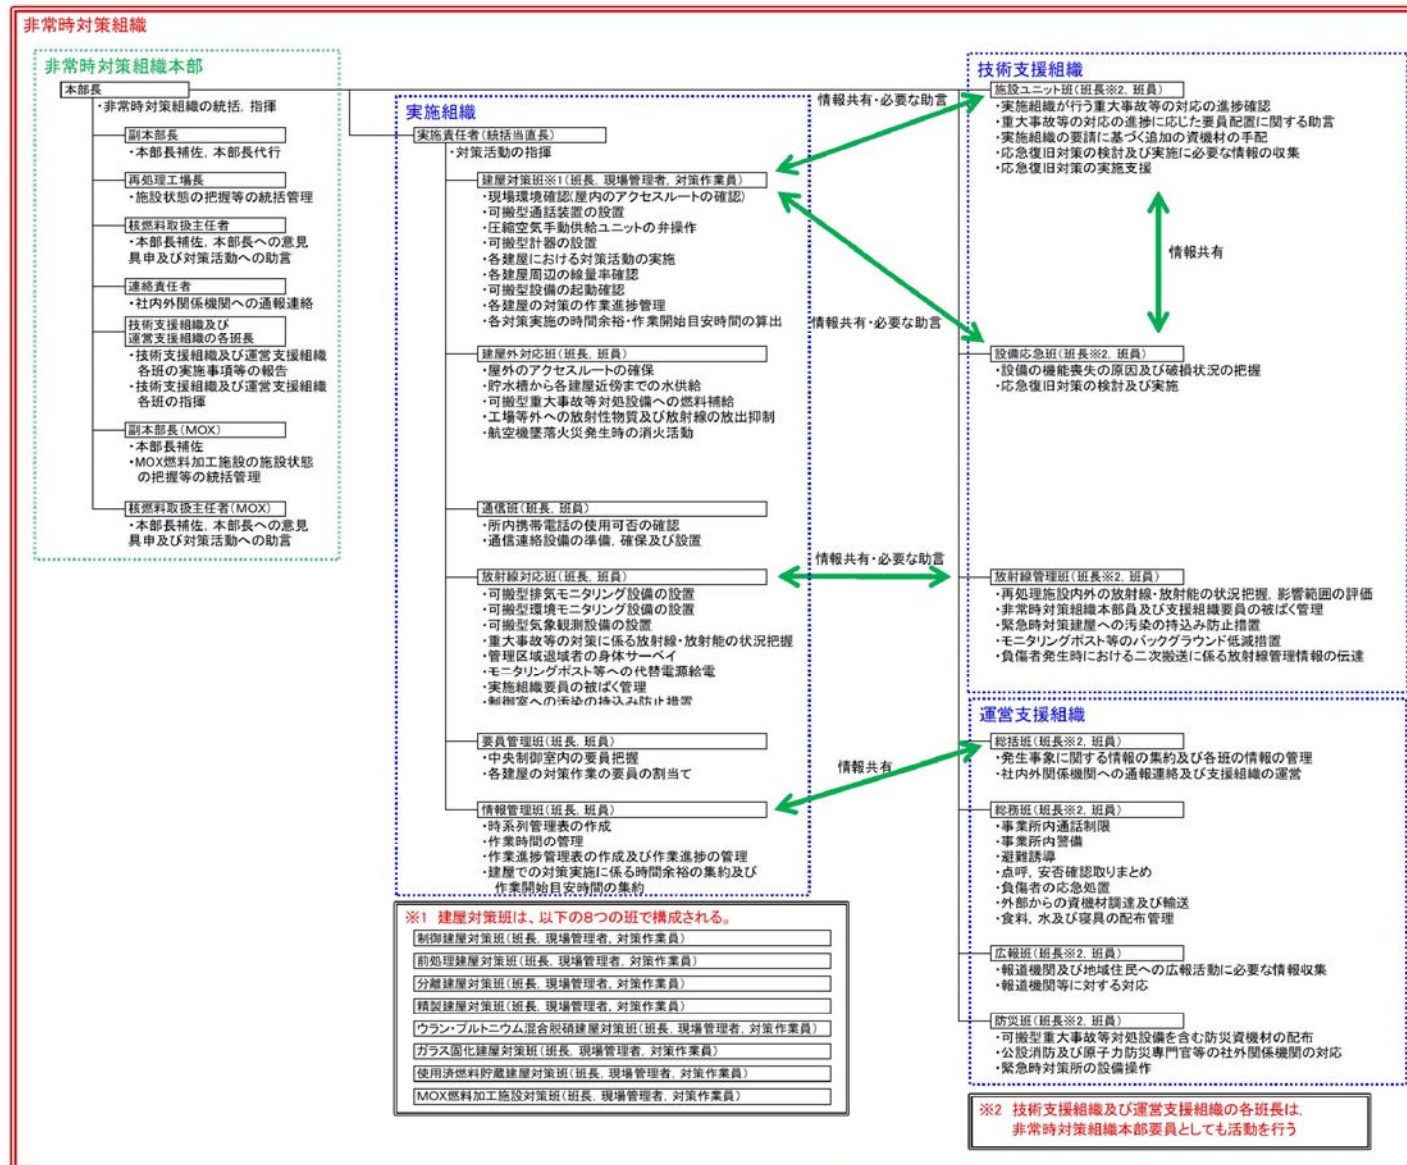 非常時対策組織
非常時対策組織本部
本部長
・非常時対策組織の統括，指揮
副本部長
・本部長補佐，本部長代行
再処理工場長
・施設状態の把握等の統括管理
核燃料取扱主任者
・本部長補佐，本部長への意見
具申及び対策活動への助言
連絡責任者
・社内外関係機関への通報連絡
技術支援組織及び
運営支援組織の各班長
・技術支援組織及び運営支援組織
各班の実施事項等の報告
・技術支援組織及び運営支援組織
各班の指揮
副本部長（MOX）
・本部長補佐
・MOX燃料加工施設の施設状態
の把握等の統括管理
核燃料取扱主任者（MOX）
・本部長補佐，本部長への意見
具申及び対策活動への助言
実施組織
実施責任者（統括当直長）
・対策活動の指揮
建屋対策班※1（班長，現場管理者，対策作業員）
・現場環境確認（屋内のアクセスルートの確認）
・可搬型通話装置の設置
・圧縮空気手動供給ユニットの弁操作
・可搬型計器の設置
・各建屋における対策活動の実施
・各建屋周辺の線量率確認
・可搬型設備の起動確認
・各建屋の対策の作業進捗管理
・各対策実施の時間余裕・作業開始目安時間の算出
建屋外対応班（班長，班員）
・屋外のアクセスルートの確保
・貯水槽から各建屋近傍までの水供給
・可搬型重大事故等対処設備への燃料補給
・工場等外への放射性物質及び放射線の放出抑制
・航空機墜落火災発生時の消火活動
通信班（班長，班員）
・所内携帯電話の使用可否の確認
・通信連絡設備の準備，確保及び設置
放射線対応班（班長，班員）
・可搬型排気モニタリング設備の設置
・可搬型環境モニタリング設備の設置
・可搬型気象観測設備の設置
・重大事故等の対策に係る放射線・放射能の状況把握
・管理区域退域者の身体サーベイ
・モニタリングポスト等への代替電源給電
・実施組織要員の被ばく管理
・制御室への汚染の持込み防止措置
要員管理班（班長，班員）
・中央制御室内の要員把握
・各建屋の対策作業の要員の割当て
情報管理班（班長，班員）
・時系列管理表の作成
・作業時間の管理
・作業進捗管理表の作成及び作業進捗の管理
・建屋での対策実施に係る時間余裕の集約及び
作業開始目安時間の集約
※1 建屋対策班は、以下の8つの班で構成される。
制御建屋対策班（班長，現場管理者，対策作業員）
前処理建屋対策班（班長，現場管理者，対策作業員）
分離建屋対策班（班長，現場管理者，対策作業員）
精製建屋対策班（班長，現場管理者，対策作業員）
ウラン・プルトニウム混合脱硝建屋対策班（班長，現場管理者，対策作業員）
ガラス固化建屋対策班（班長，現場管理者，対策作業員）
使用済燃料貯蔵建屋対策班（班長，現場管理者，対策作業員）
MOX燃料加工施設対策班（班長，現場管理者，対策作業員）
情報共有・必要な助言
情報共有・必要な助言
情報共有・必要な助言
情報共有
技術支援組織
施設ユニット班（班長※2，班員）
・実施組織が行う重大事故等の対応の進捗確認
・重大事故等の対応の進捗に応じた要員配置に関する助言
・実施組織の要請に基づく追加の資機材の手配
・応急復旧対策の検討及び実施に必要な情報の収集
・応急復旧対策の実施支援
情報共有
設備応急班（班長※2，班員）
・設備の機能喪失の原因及び破損状況の把握
・応急復旧対策の検討及び実施
放射線管理班（班長※2，班員）
・再処理施設内外の放射線・放射能の状況把握，影響範囲の評価
・非常時対策組織本部員及び支援組織要員の被ばく管理
・緊急時対策建屋への汚染の持込み防止措置
・モニタリングポスト等のバックグラウンド低減措置
・負傷者発生時における二次搬送に係る放射線管理情報の伝達
運営支援組織
総括班（班長※2，班員）
・発生事象に関する情報の集約及び各班の情報の管理
・社内外関係機関への通報連絡及び支援組織の運営
総務班（班長※2，班員）
・事業所内通話制限
・事業所内警備
・避難誘導
・点呼，安否確認取りまとめ
・負傷者の応急処置
・外部からの資機材調達及び輸送
・食料，水及び寝具の配布管理
広報班（班長※2，班員）
・報道機関及び地域住民への広報活動に必要な情報収集
・報道機関等に対する対応
防災班（班長※2，班員）
・可搬型重大事故等対処設備を含む防災資機材の配布
・公設消防及び原子力防災専門官等の社外関係機関の対応
・緊急時対策所の設備操作
※2 技術支援組織及び運営支援組織の各班長は，
非常時対策組織本部要員としても活動を行う